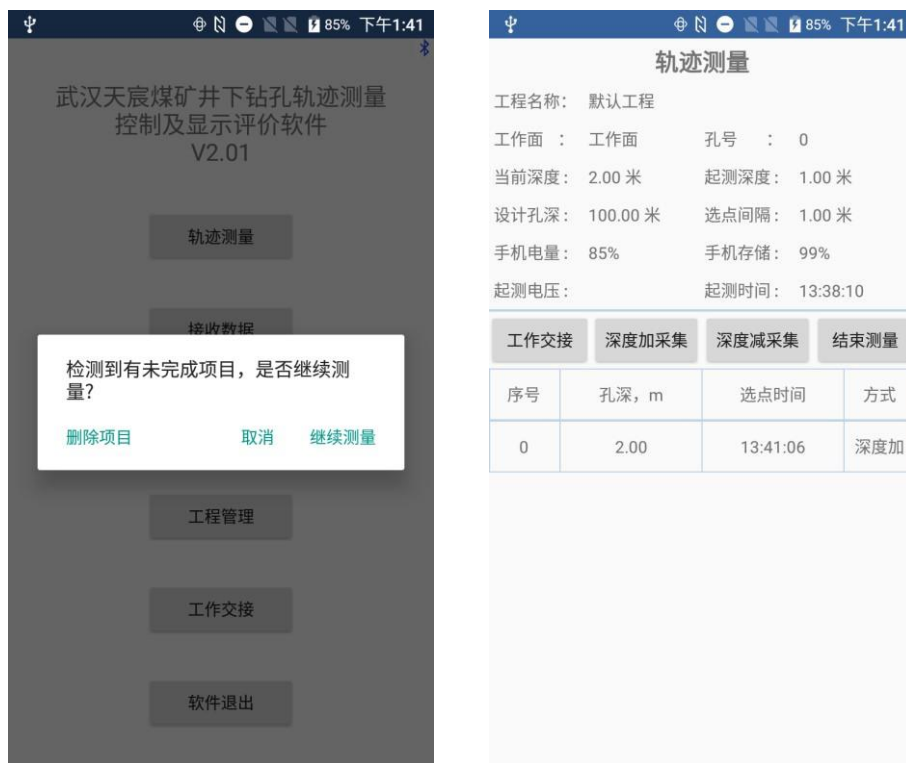 85% 下午1:41
武汉天宸煤矿井下钻孔轨迹测量
控制及显示评价软件
V2.01
轨迹测量
接收数据
检测到有未完成项目，是否继续测
量?
删除项目 取消 继续测量
工程管理
工作交接
软件退出
85% 下午1:41
轨迹测量
工程名称： 默认工程
工作面 ： 工作面 孔号 ： 0
当前深度： 2.00 米 起测深度： 1.00 米
设计孔深： 100.00 米 选点间隔： 1.00 米
手机电量： 85% 手机存储： 99%
起测电压： 起测时间： 13:38:10
工作交接 深度加采集 深度减采集 结束测量
序号 孔深，m 选点时间 方式
0 2.00 13:41:06 深度加